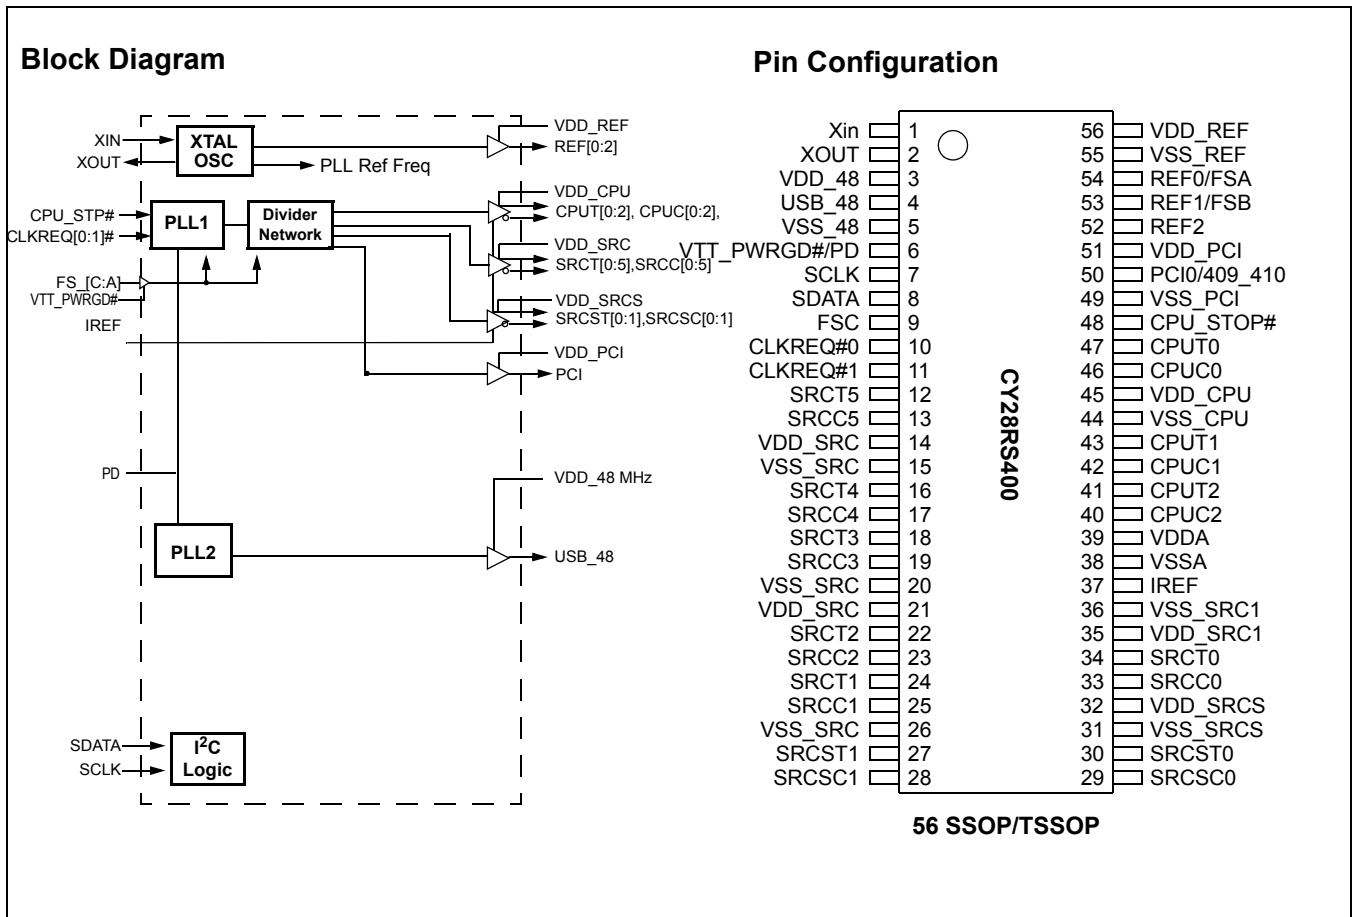 Block Diagram
XIN
XOUT
XTAL
OSC
PLL Ref Freq
VDD_REF
REF[0:2]
CPU_STP#
CLKREQ[0:1]#
PLL1
Divider
Network
VDD_CPU
CPUT[0:2], CPUC[0:2],
VDD_SRC
SRCT[0:5],SRCC[0:5]
FS_[C:A]
VTT_PWRGD#
IREF
VDD_SRCS
SRCST[0:1],SRCSC[0:1]
VDD_PCI
PCI
PD
VDD_48 MHz
PLL2
USB_48
SDATA
SCLK
I2C
Logic
Pin Configuration
Xin 1 56 VDD_REF
XOUT 2 55 VSS_REF
VDD_48 3 54 REF0/FSA
USB_48 4 53 REF1/FSB
VSS_48 5 52 REF2
VTT_PWRGD#/PD 6 51 VDD_PCI
SCLK 7 50 PCI0/409_410
SDATA 8 49 VSS_PCI
FSC 9 48 CPU_STOP#
CLKREQ#0 10 47 CPUT0
CLKREQ#1 11 46 CPUC0
SRCT5 12 45 VDD_CPU
SRCC5 13 44 VSS_CPU
VDD_SRC 14 43 CPUT1
VSS_SRC 15 42 CPUC1
SRCT4 16 41 CPUT2
SRCC4 17 40 CPUC2
SRCT3 18 39 VDDA
SRCC3 19 38 VSSA
VSS_SRC 20 37 IREF
VDD_SRC 21 36 VSS_SRC1
SRCT2 22 35 VDD_SRC1
SRCC2 23 34 SRCT0
SRCT1 24 33 SRCC0
SRCC1 25 32 VDD_SRCS
VSS_SRC 26 31 VSS_SRCS
SRCST1 27 30 SRCST0
SRCSC1 28 29 SRCSC0
CY28RS400
56 SSOP/TSSOP